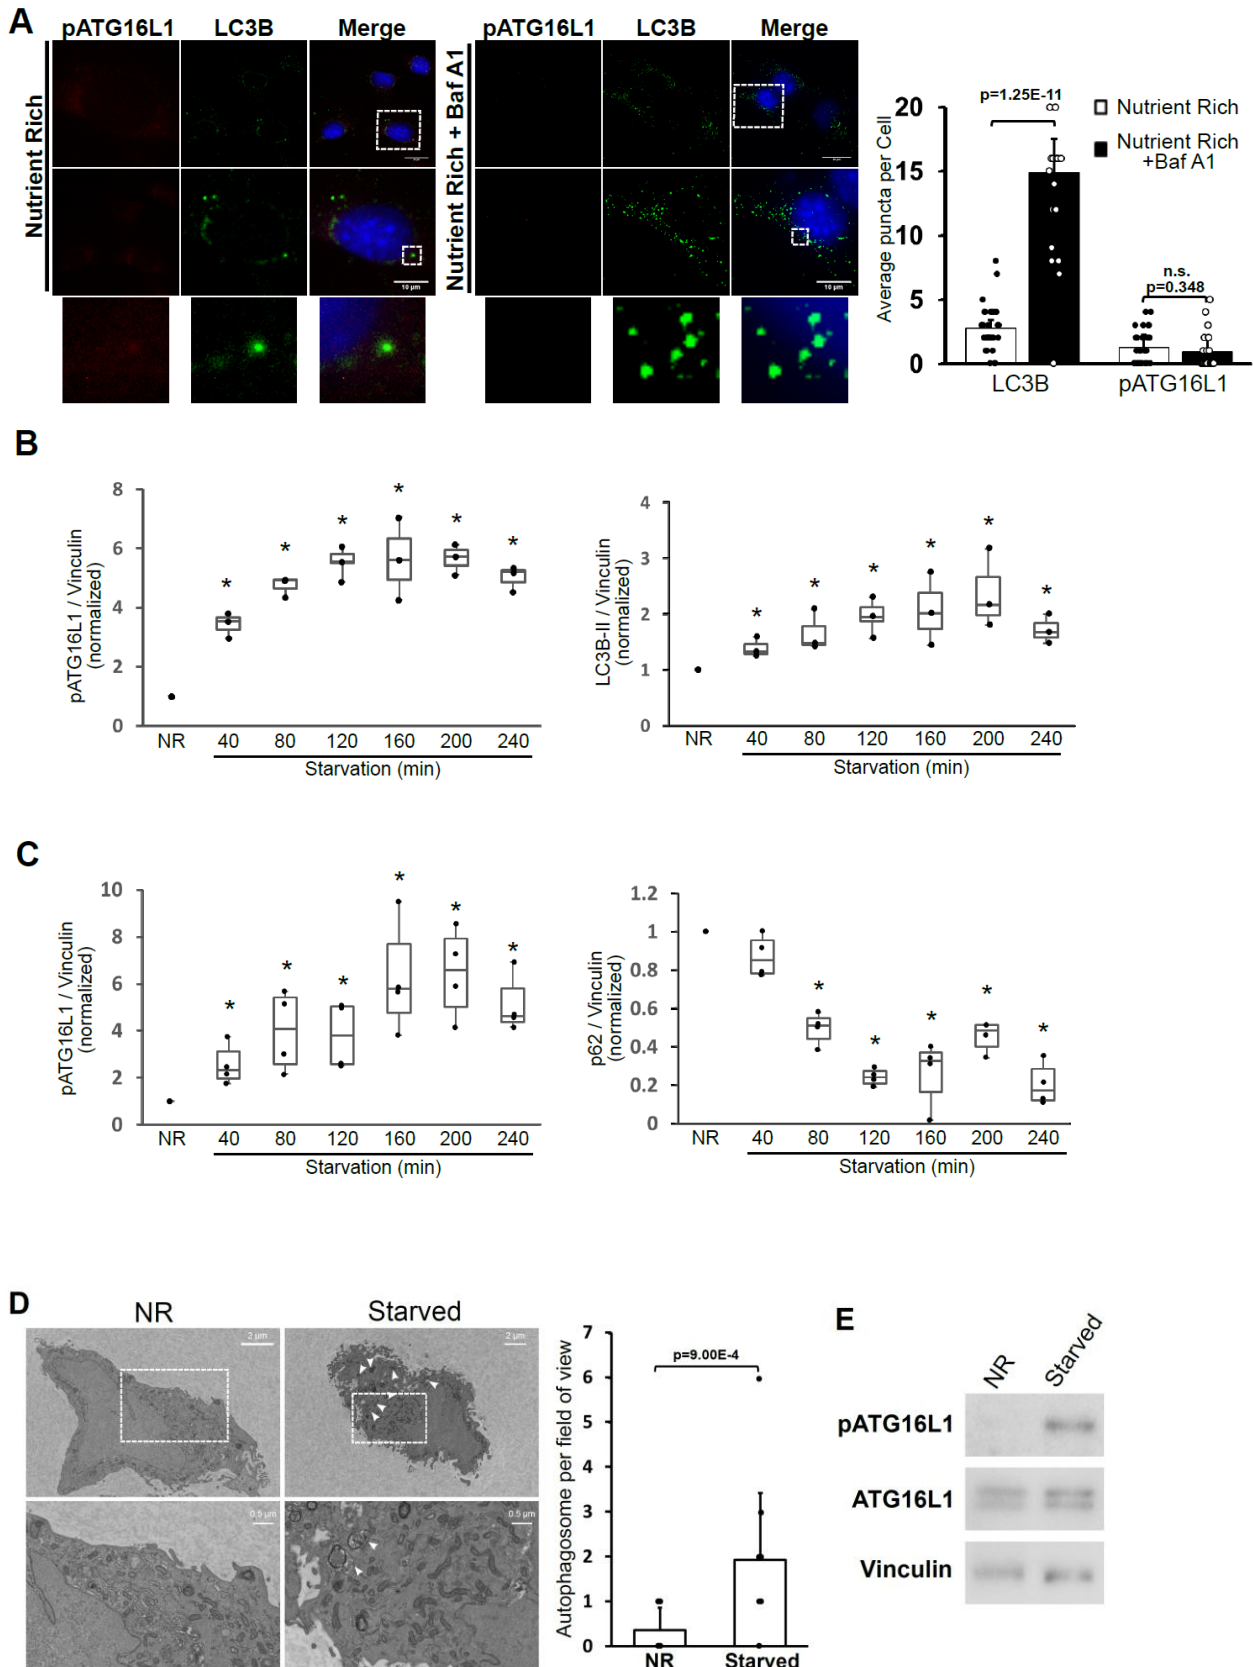 A
pATG16L1 LC3B Merge
pATG16L1 LC3B Merge
Nutrient Rich
Nutrient Rich + Baf A1
10 µm
10 µm
Average puncta per Cell
20
15
10
5
0
p=1.25E-11
n.s.
p=0.348
LC3B pATG16L1
Nutrient Rich
Nutrient Rich
+Baf A1
B
pATG16L1 / Vinculin
(normalized)
8
6
4
2
0
* * * * * *
NR 40 80 120 160 200 240
Starvation (min)
LC3B-II / Vinculin
(normalized)
4
3
2
1
0
* * * * * *
NR 40 80 120 160 200 240
Starvation (min)
C
pATG16L1 / Vinculin
(normalized)
10
8
6
4
2
0
* * * * * *
NR 40 80 120 160 200 240
Starvation (min)
p62 / Vinculin
(normalized)
1.2
1
0.8
0.6
0.4
0.2
0
* * * * *
NR 40 80 120 160 200 240
Starvation (min)
D
NR Starved
2 µm
2 µm
0.5 µm
0.5 µm
Autophagosome per field of view
7
6
5
4
3
2
1
0
p=9.00E-4
NR Starved
E
NR Starved
pATG16L1
ATG16L1
Vinculin